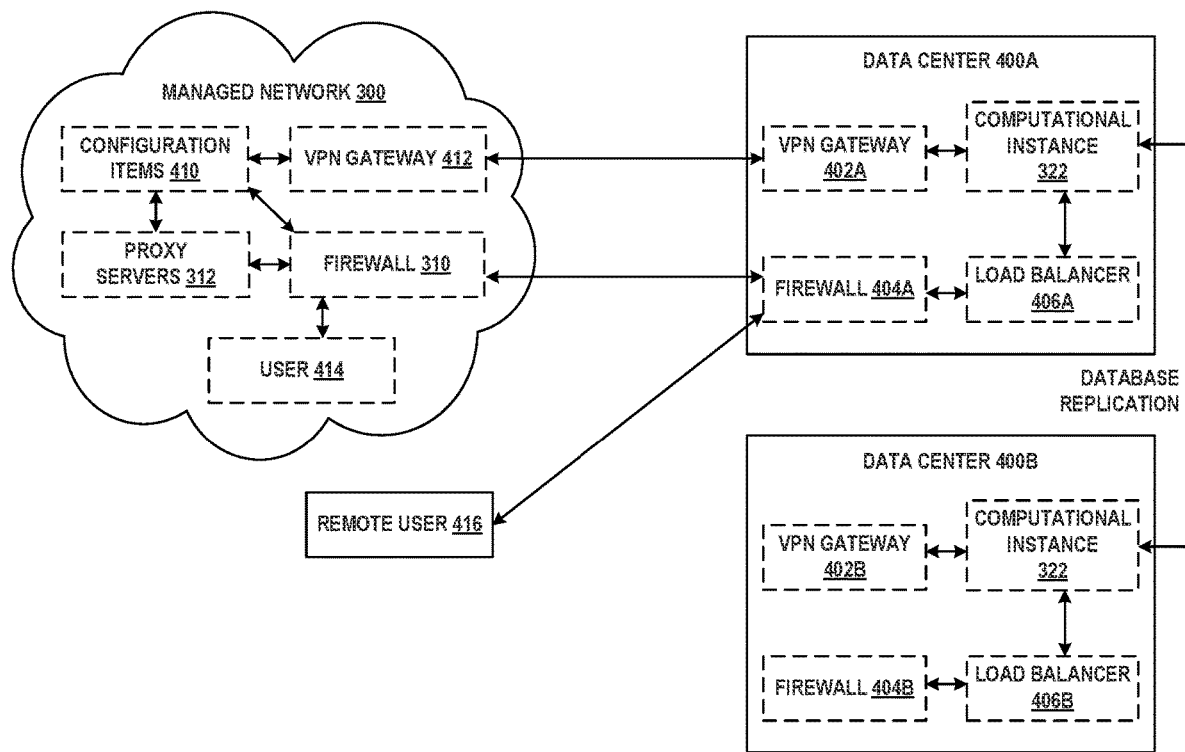 MANAGED NETWORK 300
CONFIGURATION
ITEMS 410
VPN GATEWAY 412
PROXY
SERVERS 312
FIREWALL 310
USER 414
REMOTE USER 416
DATA CENTER 400A
VPN GATEWAY
402A
COMPUTATIONAL
INSTANCE
322
FIREWALL 404A
LOAD BALANCER
406A
DATABASE
REPLICATION
DATA CENTER 400B
VPN GATEWAY
402B
COMPUTATIONAL
INSTANCE
322
FIREWALL 404B
LOAD BALANCER
406B